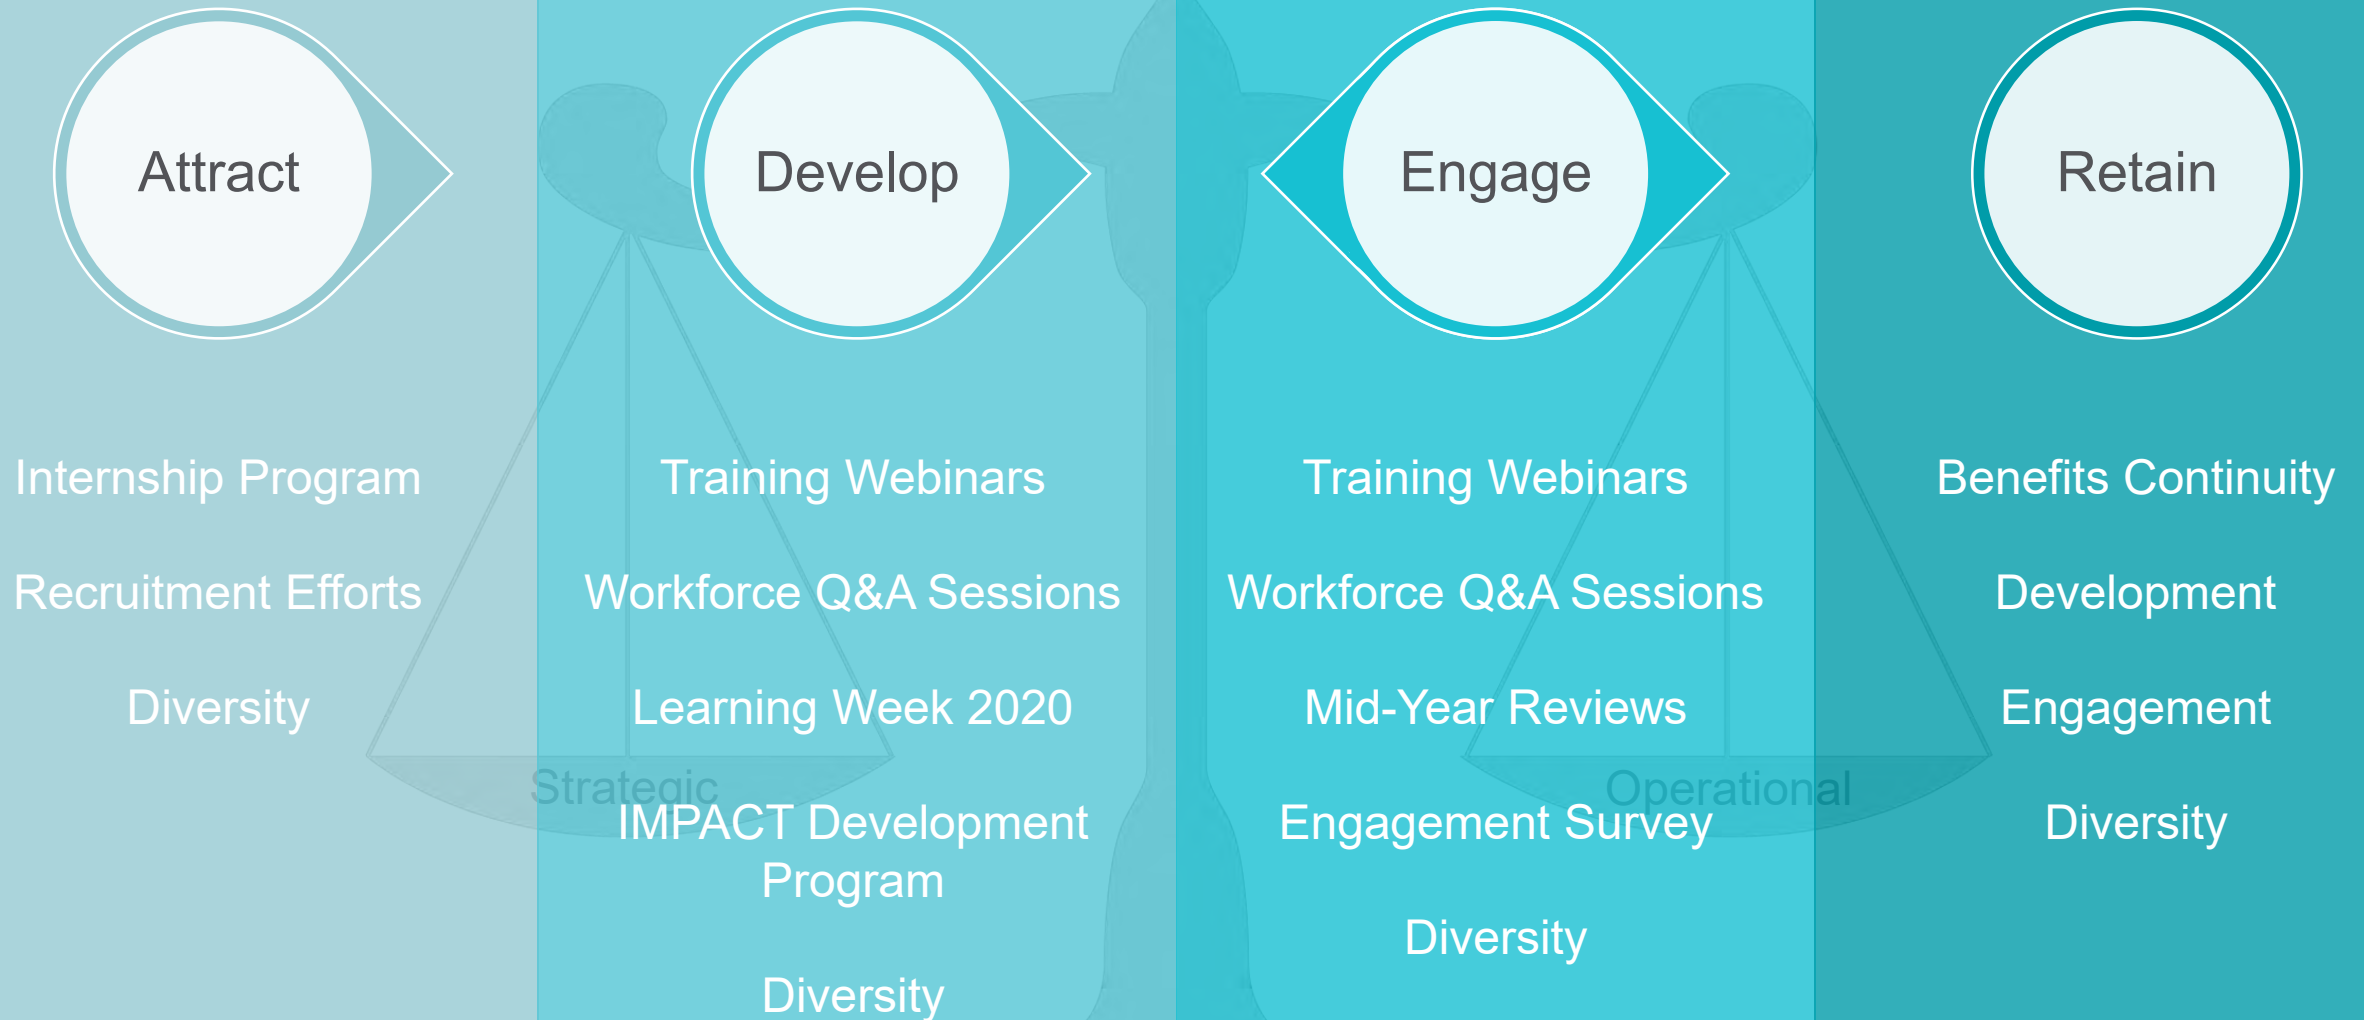 Attract
Internship Program
Recruitment Efforts
Diversity
Develop
Training Webinars
Workforce Q&A Sessions
Learning Week 2020
IMPACT Development
Program
Diversity
Engage
Training Webinars
Workforce Q&A Sessions
Mid-Year Reviews
Engagement Survey
Diversity
Retain
Benefits Continuity
Development
Engagement
Diversity
Strategic
Operational